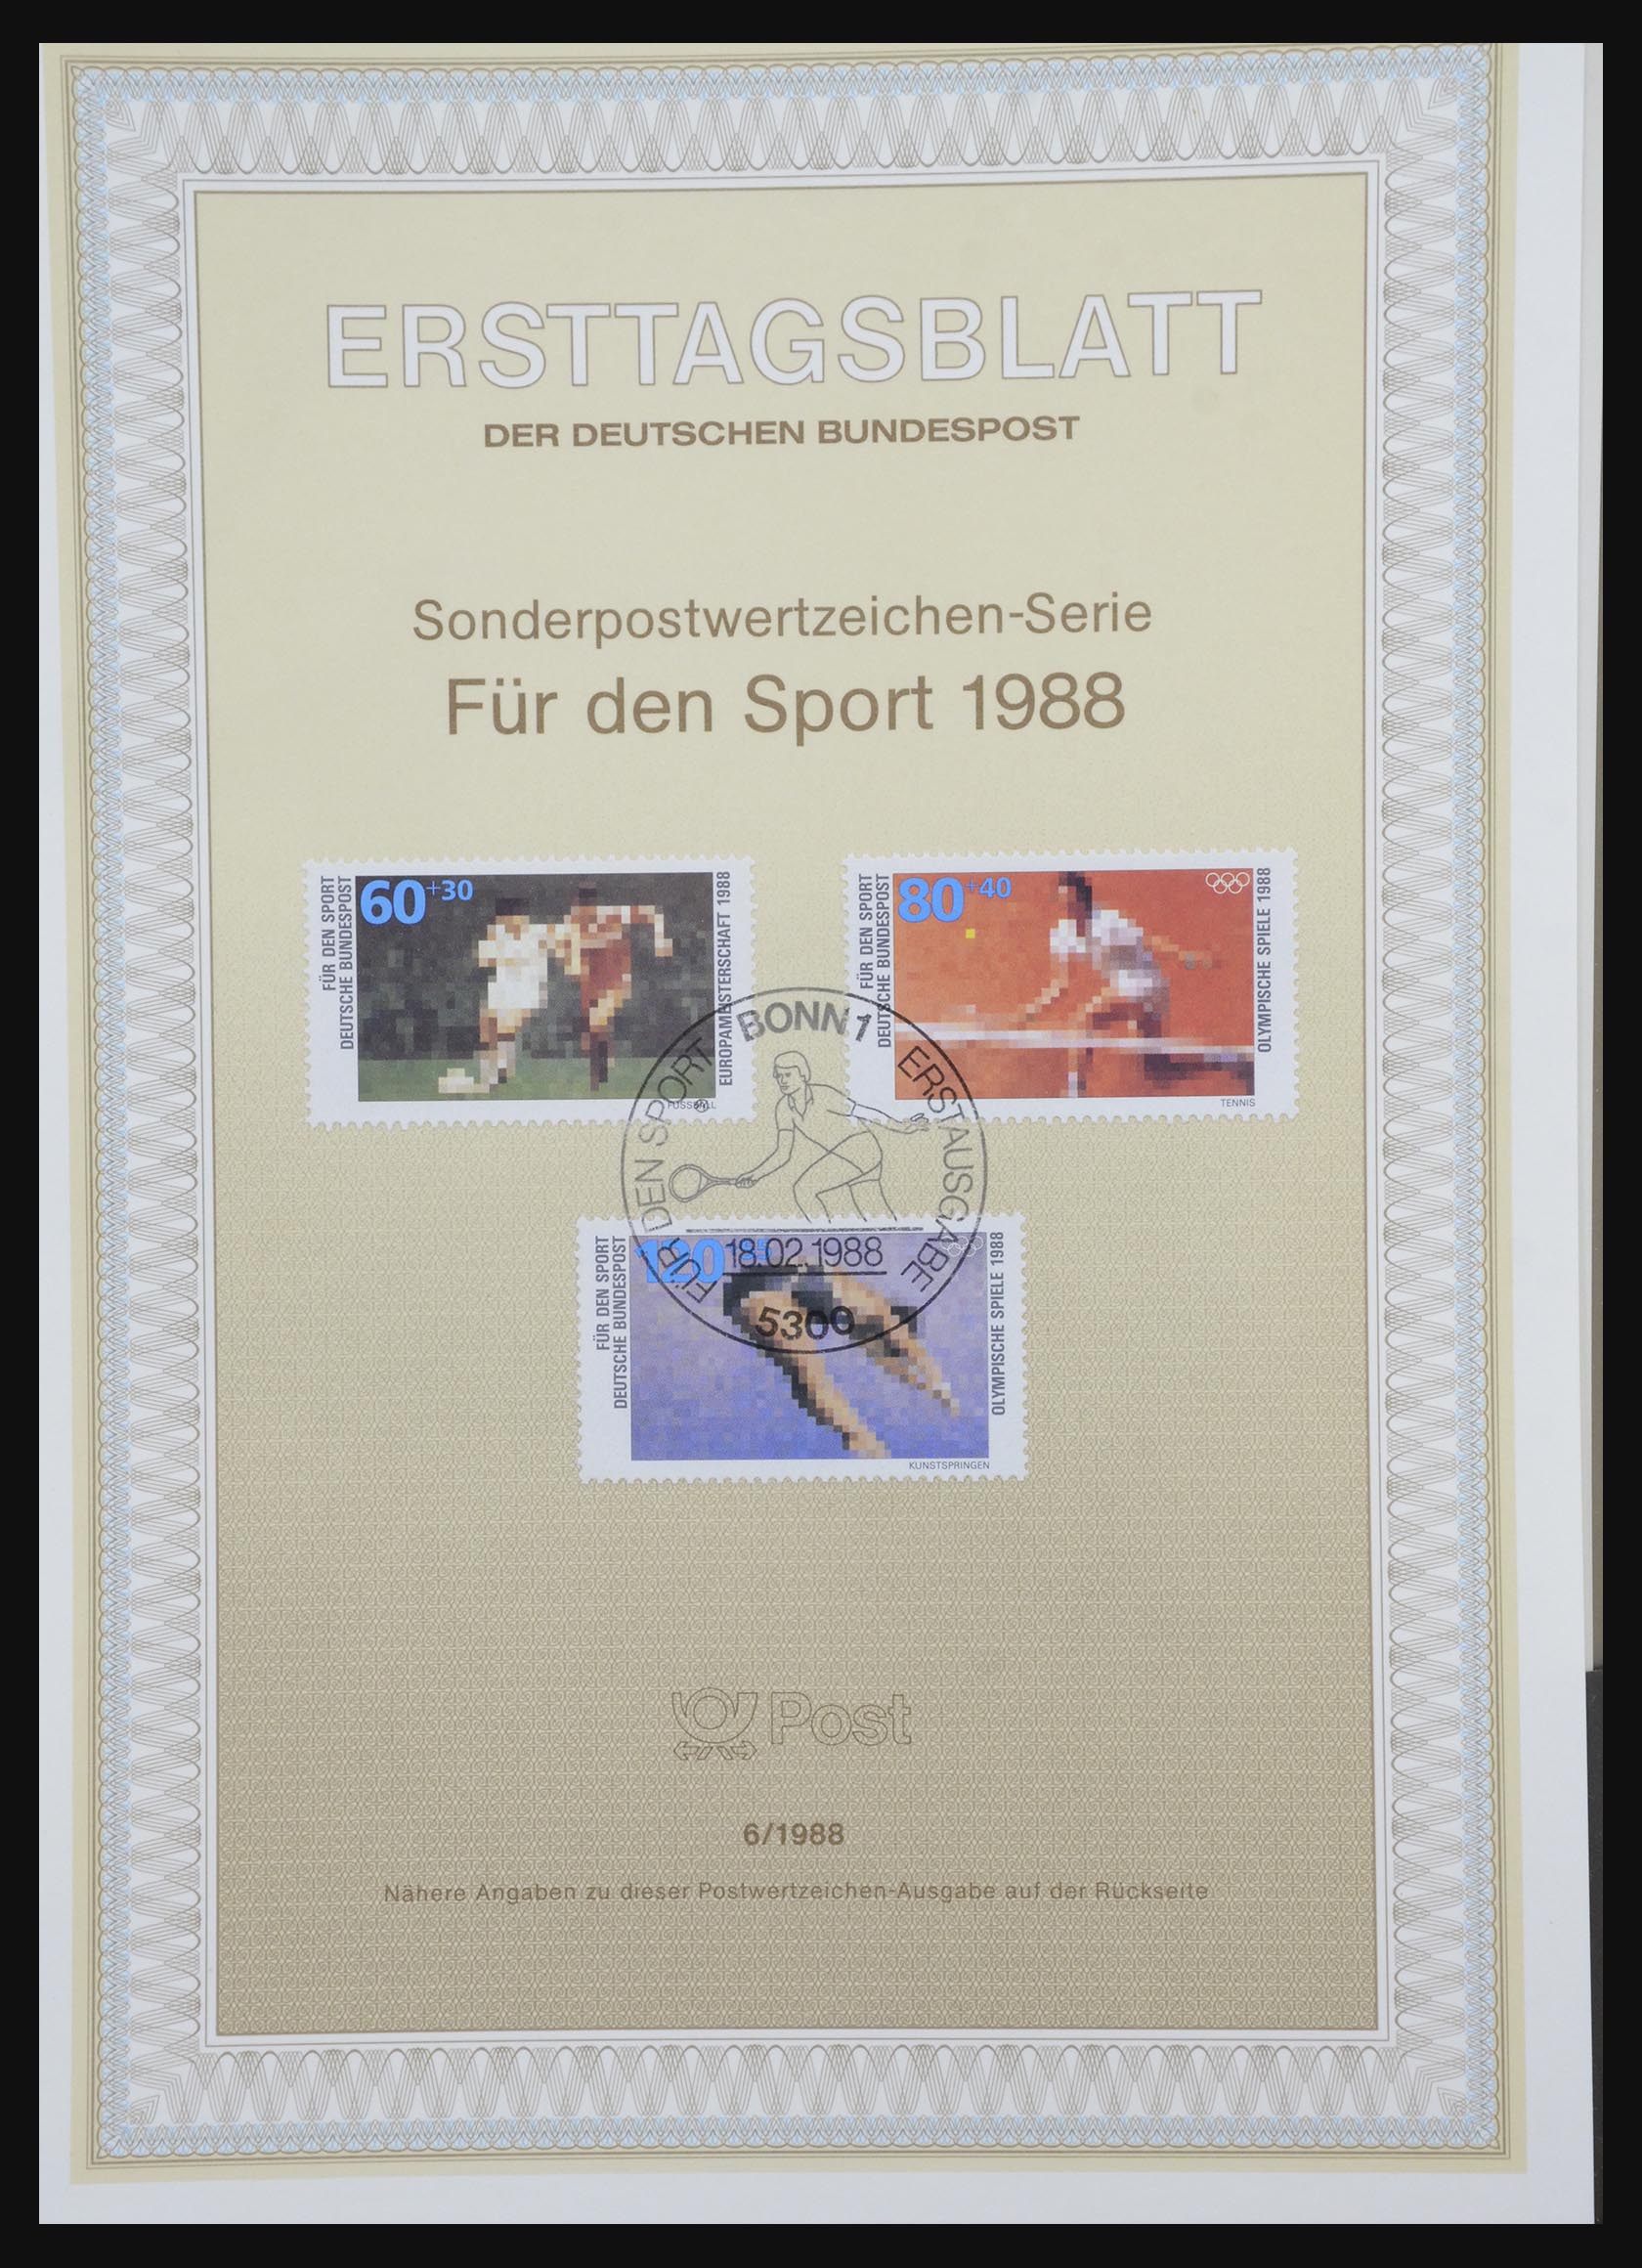 ERSTTAGSBLATT
DER DEUTSCHEN BUNDESPOST
Sonderpostwertzeichen-Serie
Für den Sport 1988
FÜR DEN SPORT
DEUTSCHE BUNDESPOST
60+30
EUROPAMEISTERSCHAFT 1988
FUSSBALL
FÜR DEN SPORT
DEUTSCHE BUNDESPOST
80+40
OLYMPISCHE SPIELE 1988
TENNIS
BONN 1
FÜR DEN SPORT
ERSTAUSGABE
18.02.1988
5300
FÜR DEN SPORT
DEUTSCHE BUNDESPOST
120
OLYMPISCHE SPIELE 1988
KUNSTSPRINGEN
Post
6/1988
Nähere Angaben zu dieser Postwertzeichen-Ausgabe auf der Rückseite